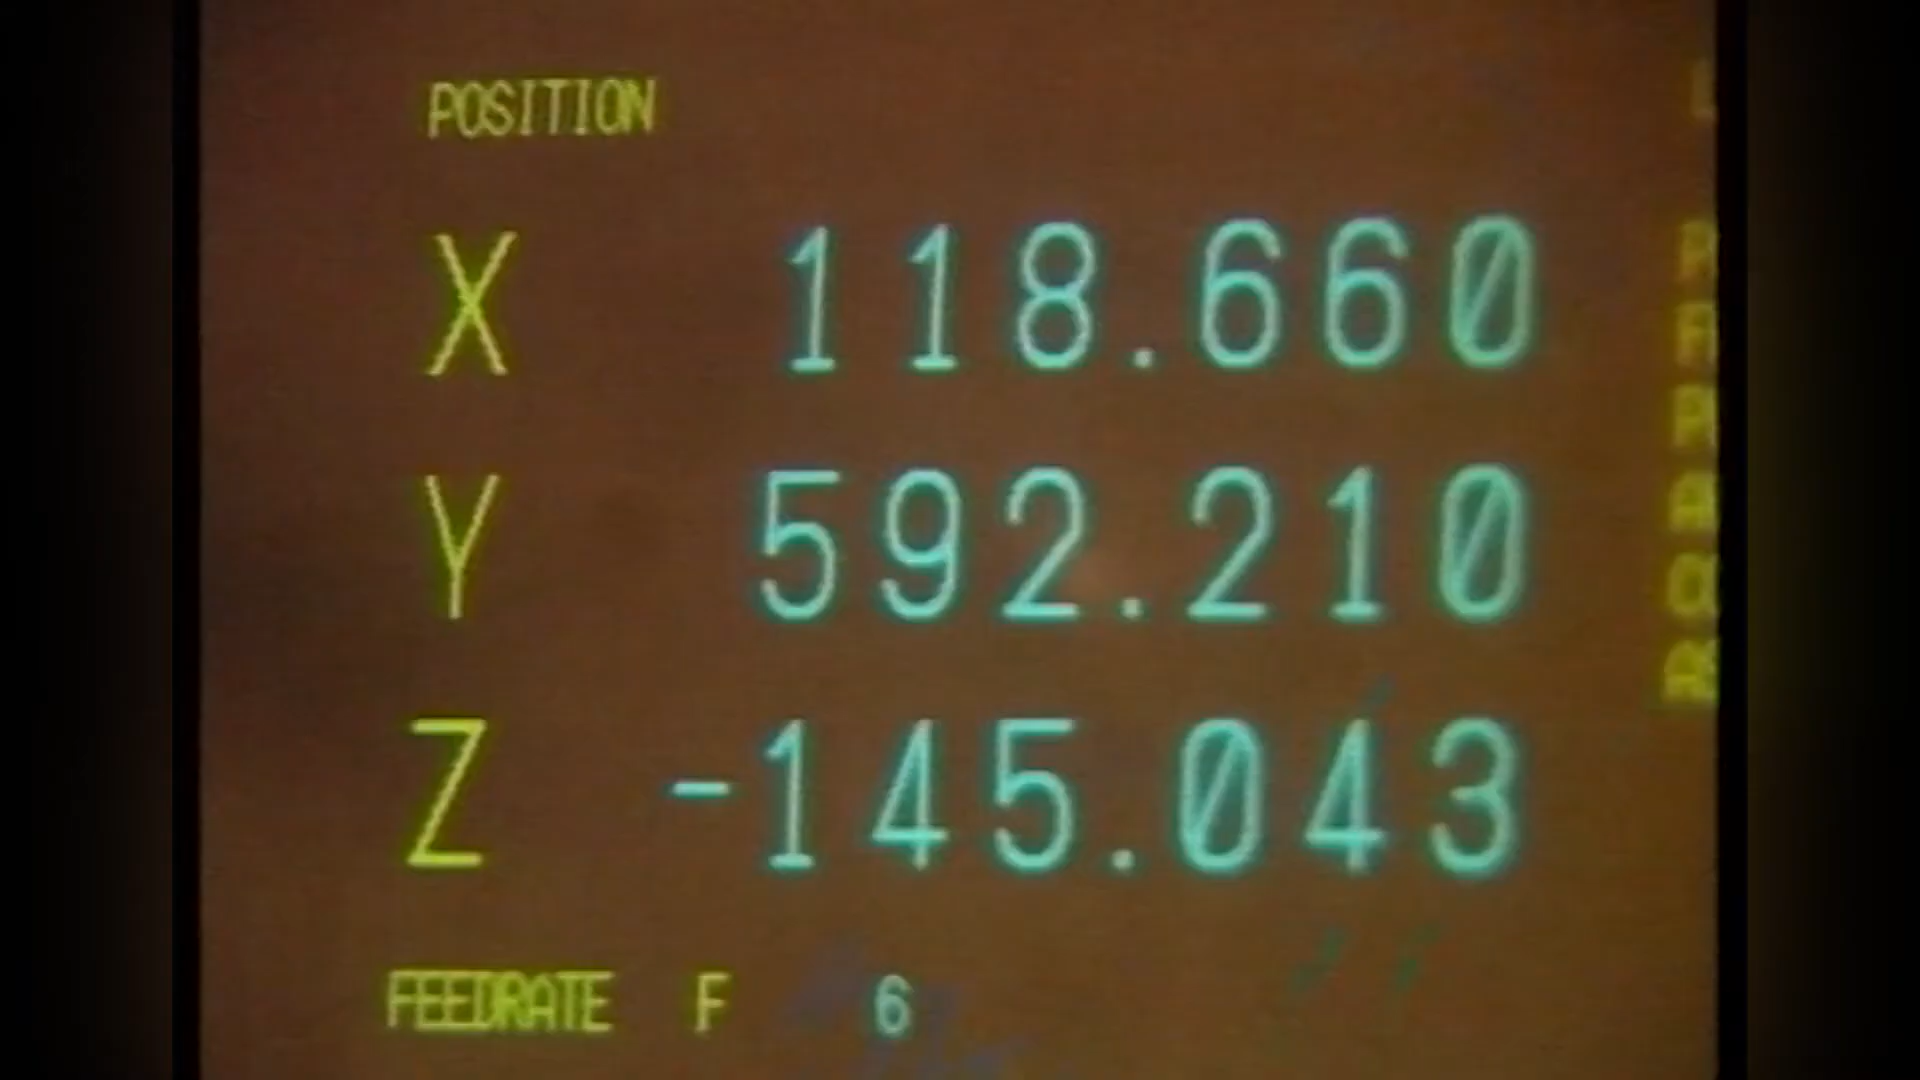 POSITION
X 118.660
Y 592.210
Z -145.043
FEEDRATE F 6